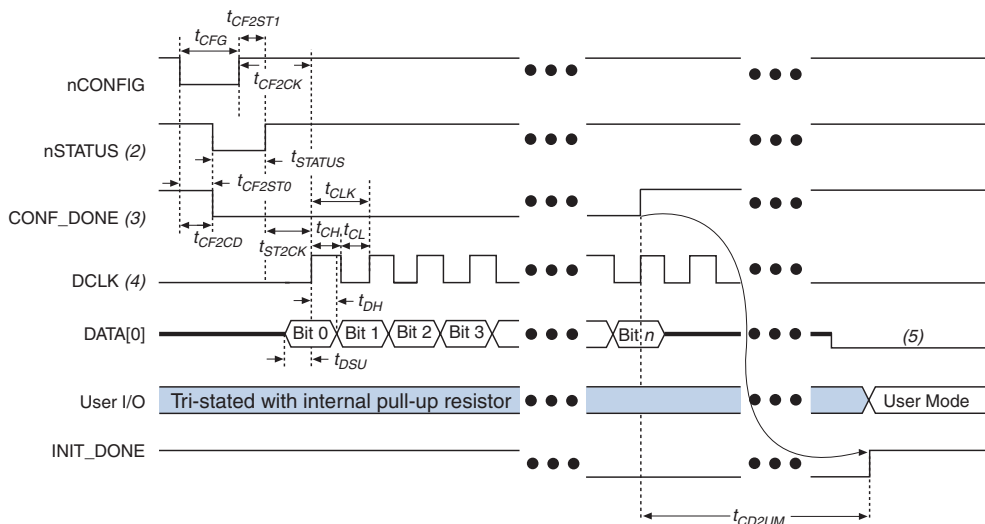 tCF2ST1
tCFG
nCONFIG
tCF2CK
nSTATUS (2)
tSTATUS
tCF2ST0
tCLK
CONF_DONE (3)
tCF2CD
tST2CK
tCH
tCL
DCLK (4)
tDH
DATA[0]
Bit 0
Bit 1
Bit 2
Bit 3
Bit n
(5)
tDSU
User I/O
Tri-stated with internal pull-up resistor
User Mode
INIT_DONE
tCD2UM